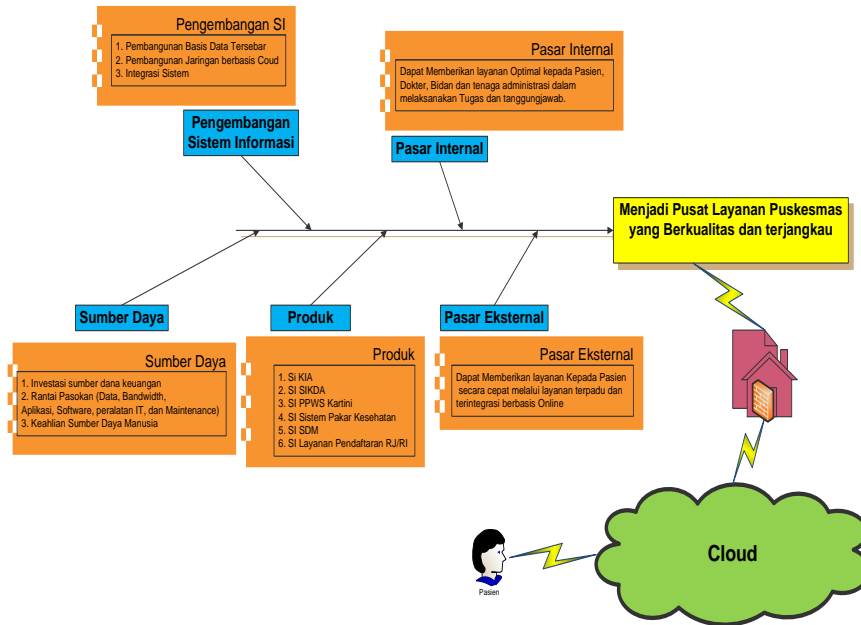 Pengembangan SI
1. Pembangunan Basis Data Tersebar
2. Pembangunan Jaringan berbasis Coud
3. Integrasi Sistem
Pasar Internal
Dapat Memberikan layanan Optimal kepada Pasien,
Dokter, Bidan dan tenaga administrasi dalam
melaksanakan Tugas dan tanggungjawab.
Pengembangan
Sistem Informasi
Pasar Internal
Menjadi Pusat Layanan Puskesmas
yang Berkualitas dan terjangkau
Sumber Daya
Produk
Pasar Eksternal
Sumber Daya
1. Investasi sumber dana keuangan
2. Rantai Pasokan (Data, Bandwidth,
Aplikasi, Software, peralatan IT, dan Maintenance)
3. Keahlian Sumber Daya Manusia
Produk
1. Si KIA
2. SI SIKDA
3. SI PPWS Kartini
4. SI Sistem Pakar Kesehatan
5. SI SDM
6. SI Layanan Pendaftaran RJ/RI
Pasar Eksternal
Dapat Memberikan layanan Kepada Pasien
secara cepat melalui layanan terpadu dan
terintegrasi berbasis Online
Cloud
Pasien